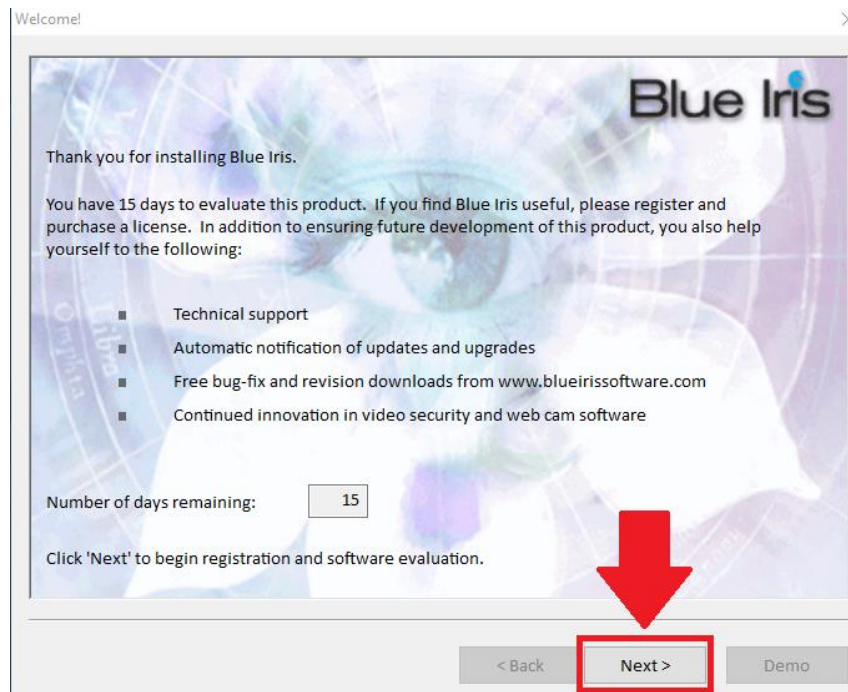 Welcome!
Blue Iris
Thank you for installing Blue Iris.
You have 15 days to evaluate this product.  If you find Blue Iris useful, please register and
purchase a license.  In addition to ensuring future development of this product, you also help
yourself to the following:
Technical support
Automatic notification of updates and upgrades
Free bug-fix and revision downloads from www.blueirissoftware.com
Continued innovation in video security and web cam software
Number of days remaining: 15
Click 'Next' to begin registration and software evaluation.
< Back Next > Demo